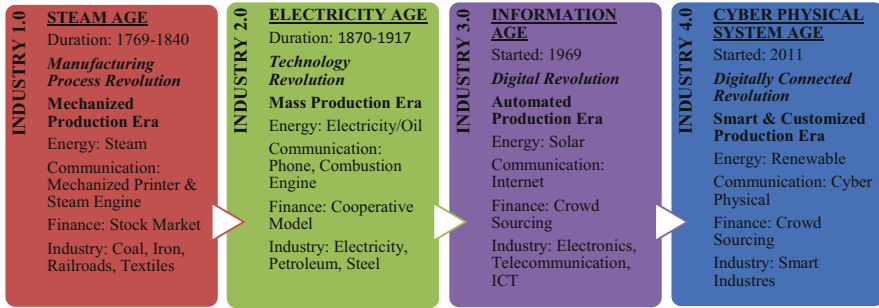 INDUSTRY 1.0
STEAM AGE
Duration: 1769-1840
Manufacturing
Process Revolution
Mechanized
Production Era
Energy: Steam
Communication:
Mechanized Printer &
Steam Engine
Finance: Stock Market
Industry: Coal, Iron,
Railroads, Textiles
INDUSTRY 2.0
ELECTRICITY AGE
Duration: 1870-1917
Technology
Revolution
Mass Production Era
Energy: Electricity/Oil
Communication:
Phone, Combustion
Engine
Finance: Cooperative
Model
Industry: Electricity,
Petroleum, Steel
INDUSTRY 3.0
INFORMATION
AGE
Started: 1969
Digital Revolution
Automated
Production Era
Energy: Solar
Communication:
Internet
Finance: Crowd
Sourcing
Industry: Electronics,
Telecommunication,
ICT
INDUSTRY 4.0
CYBER PHYSICAL
SYSTEM AGE
Started: 2011
Digitally Connected
Revolution
Smart & Customized
Production Era
Energy: Renewable
Communication: Cyber
Physical
Finance: Crowd
Sourcing
Industry: Smart
Industres